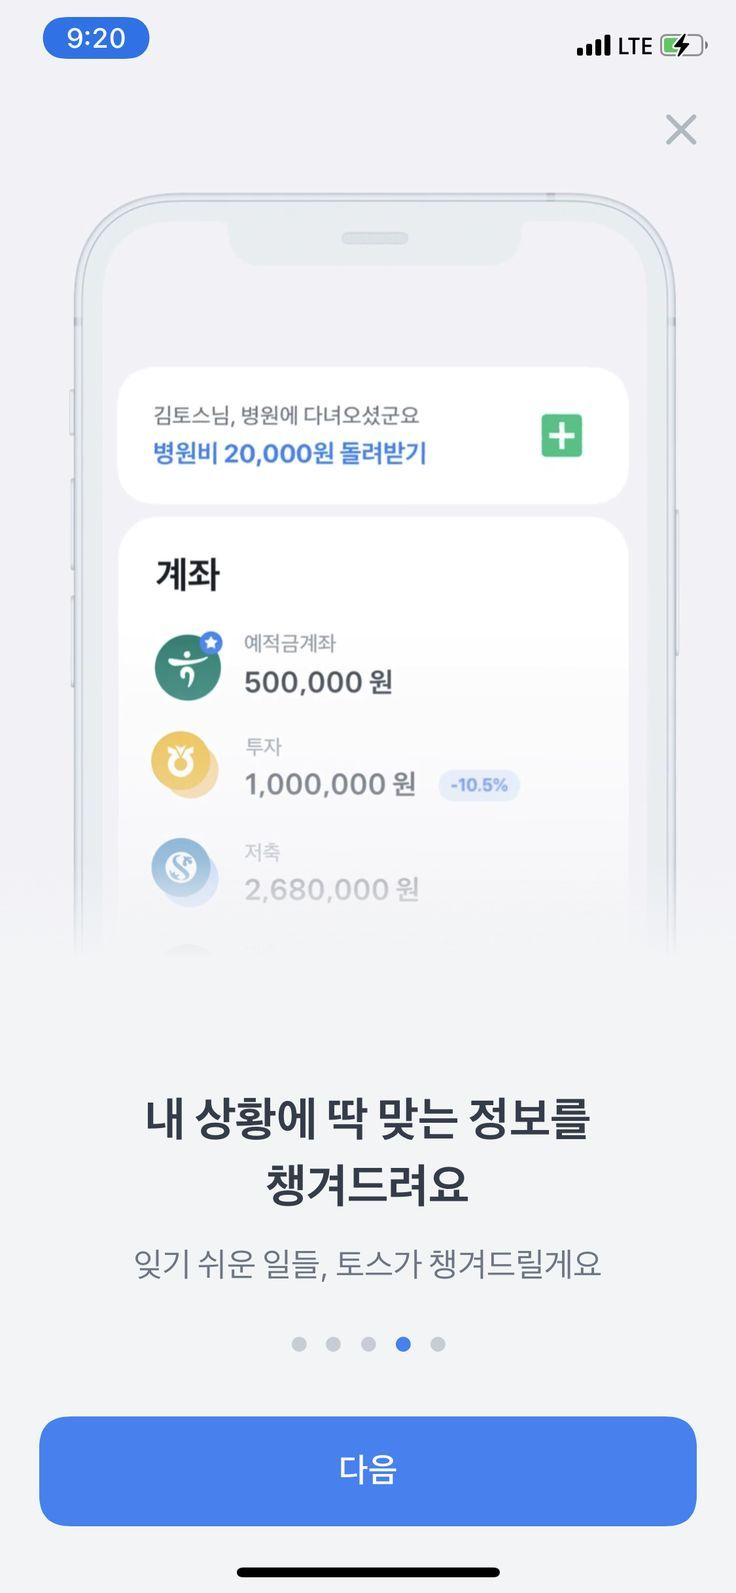 9:20
LTE
김토스님, 병원에 다녀오셨군요
병원비 20,000원 돌려받기
계좌
예적금계좌
500,000 원
투자
1,000,000 원 -10.5%
저축
2,680,000 원
내 상황에 딱 맞는 정보를
챙겨드려요
잊기 쉬운 일들, 토스가 챙겨드릴게요
다음